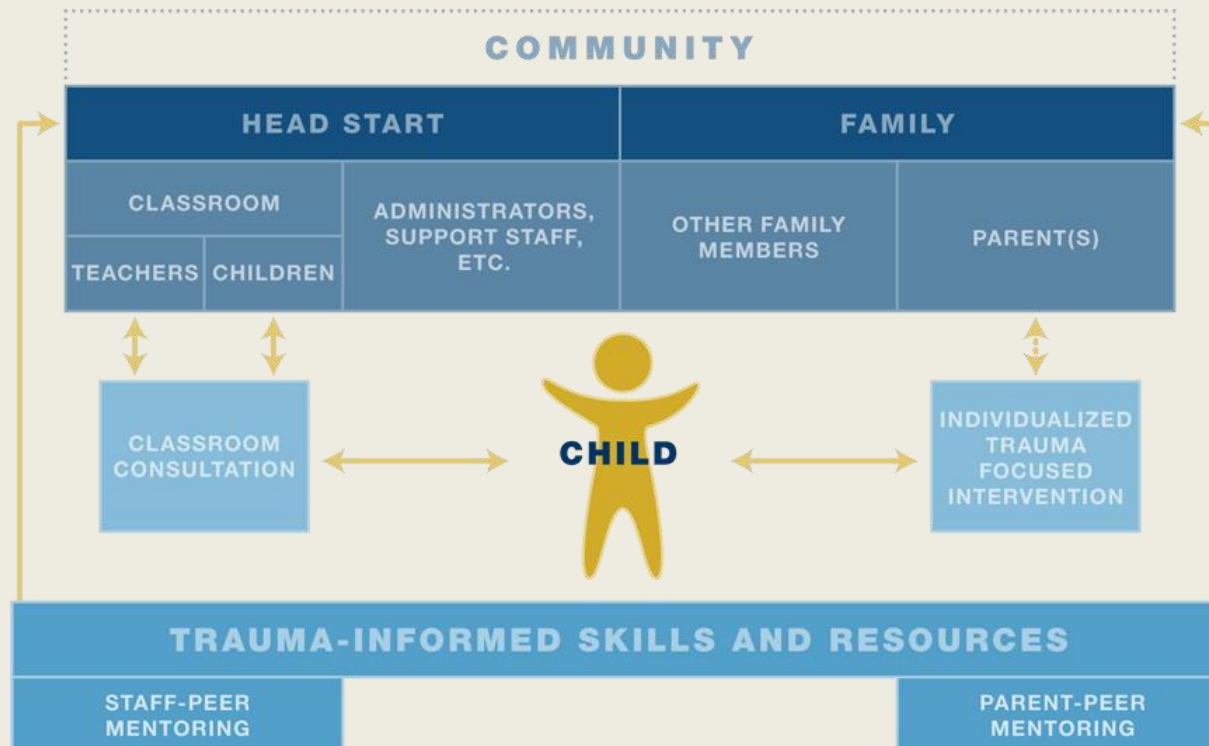 COMMUNITY
HEAD START
FAMILY
CLASSROOM
TEACHERS
CHILDREN
ADMINISTRATORS,
SUPPORT STAFF,
ETC.
OTHER FAMILY
MEMBERS
PARENT(S)
CLASSROOM
CONSULTATION
CHILD
INDIVIDUALIZED
TRAUMA
FOCUSED
INTERVENTION
TRAUMA-INFORMED SKILLS AND RESOURCES
STAFF-PEER
MENTORING
PARENT-PEER
MENTORING